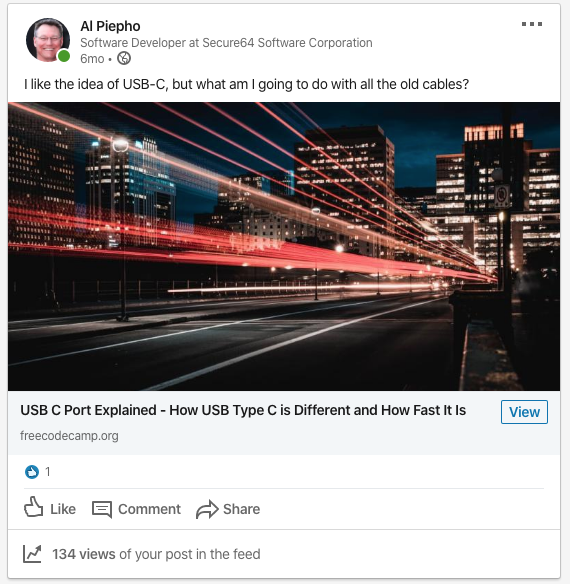 Al Piepho
Software Developer at Secure64 Software Corporation
6mo •
I like the idea of USB-C, but what am I going to do with all the old cables?
USB C Port Explained - How USB Type C is Different and How Fast It Is
View
freecodecamp.org
1
Like Comment Share
134 views of your post in the feed